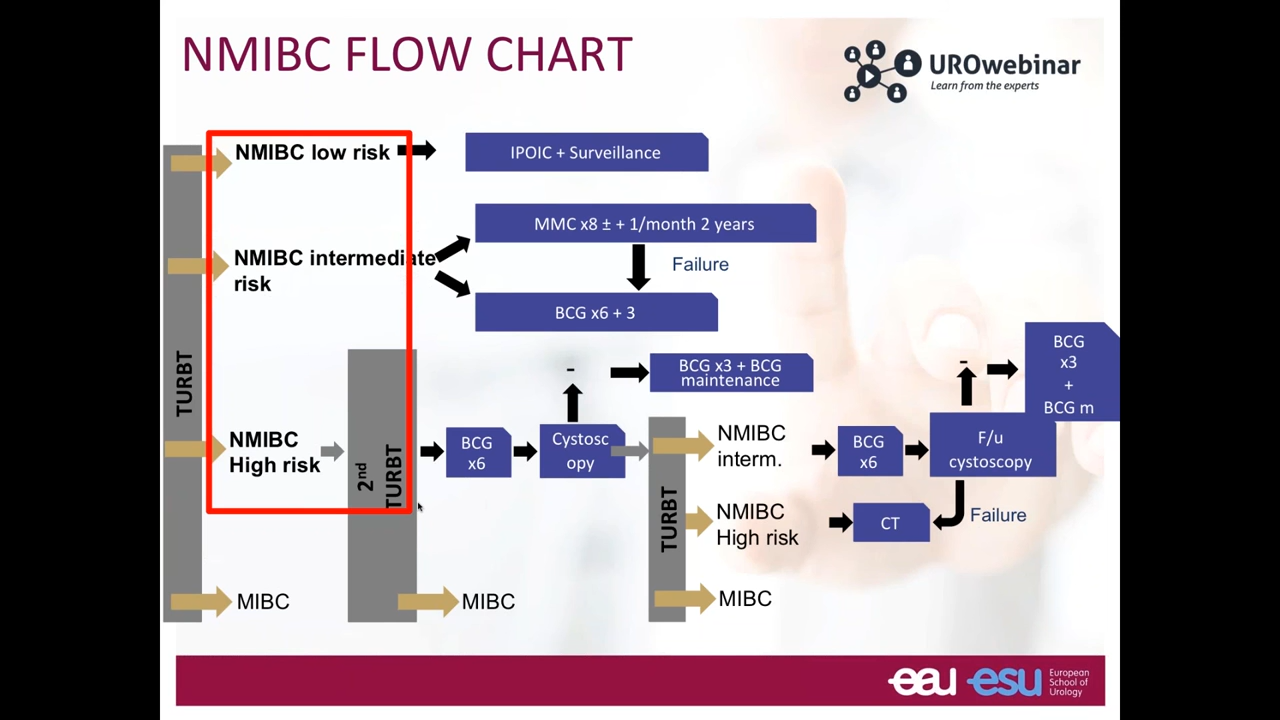 NMIBC FLOW CHART
UROwebinar
Learn from the experts
NMIBC low risk
IPOIC + Surveillance
MMC x8 ± + 1/month 2 years
NMIBC intermediate
risk
Failure
BCG x6 + 3
TURBT
-
BCG x3 + BCG
maintenance
-
BCG
x3
+
BCG m
NMIBC
High risk
2nd
TURBT
BCG
x6
Cystosc
opy
TURBT
NMIBC
interm.
BCG
x6
F/u
cystoscopy
NMIBC
High risk
CT
Failure
MIBC
MIBC
MIBC
eau
esu
European
School of
Urology